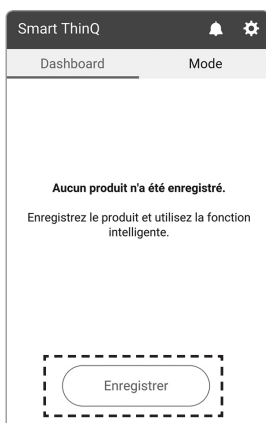 Smart ThinQ
Dashboard Mode
Aucun produit n'a été enregistré.
Enregistrez le produit et utilisez la fonction
intelligente.
Enregistrer